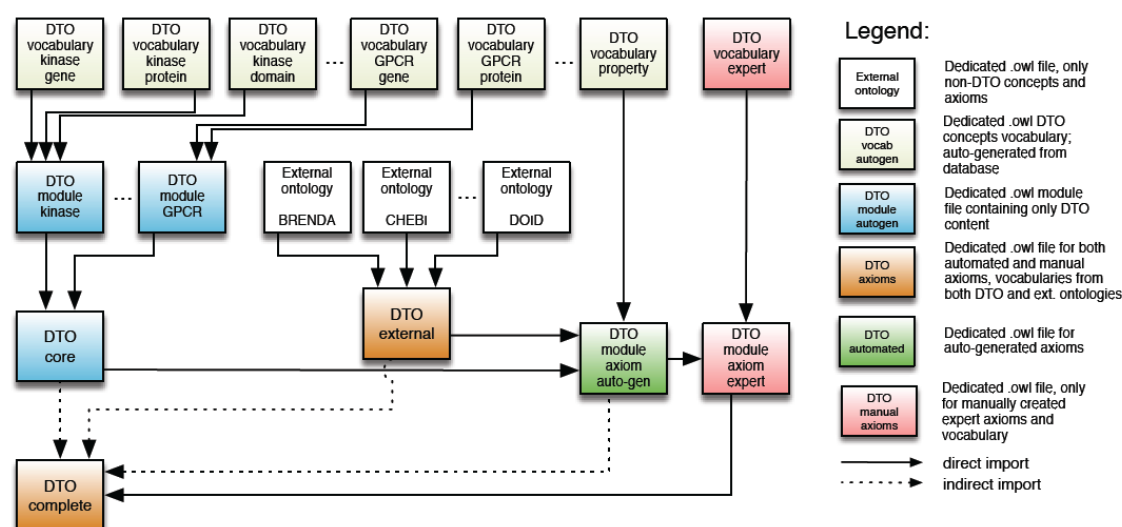 DTO
vocabulary
kinase
gene
DTO
vocabulary
kinase
protein
DTO
vocabulary
kinase
domain
...
DTO
vocabulary
GPCR
gene
DTO
vocabulary
GPCR
protein
...
DTO
vocabulary
property
DTO
vocabulary
expert
DTO
module
kinase
...
DTO
module
GPCR
External
ontology
BRENDA
External
ontology
CHEBI
...
External
ontology
DOID
DTO
core
DTO
external
DTO
module
axiom
auto-gen
DTO
module
axiom
expert
DTO
complete
Legend:
External
ontology
Dedicated .owl file, only
non-DTO concepts and
axioms
DTO
vocab
autogen
Dedicated .owl DTO
concepts vocabulary;
auto-generated from
database
DTO
module
autogen
Dedicated .owl module
file containing only DTO
content
DTO
axioms
Dedicated .owl file for both
automated and manual
axioms, vocabularies from
both DTO and ext. ontologies
DTO
automated
Dedicated .owl file for
auto-generated axioms
DTO
manual
axioms
Dedicated .owl file, only
for manually created
expert axioms and
vocabulary
direct import
indirect import